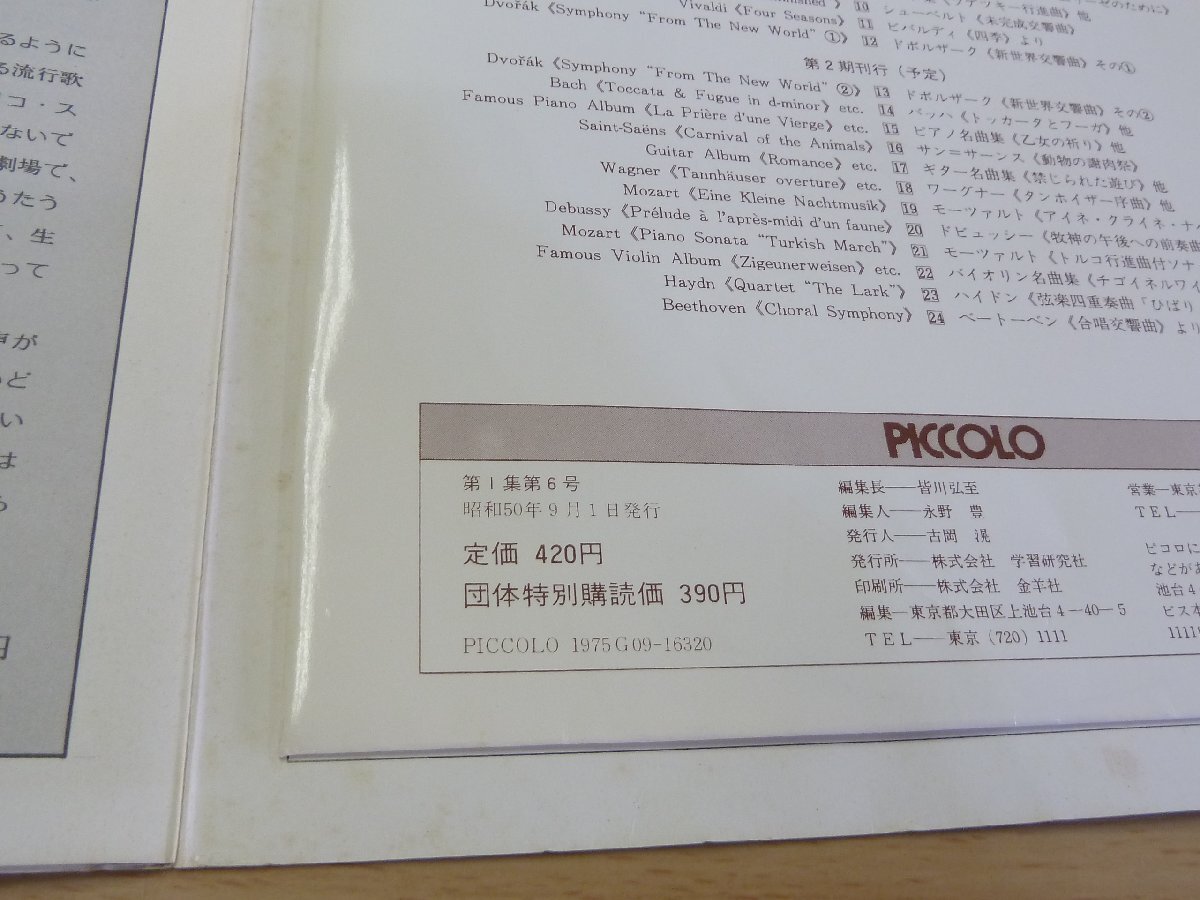 るように
る流行歌
コ・ス
ないで
劇場で、
うたう
、生
って
声が
いど
い
は
ら
円
Vivaldi《Four Seasons》 11 ビバルディ《四季》より
Dvořák《Symphony “From The New World” ①》 12 ドボルザーク《新世界交響曲》その①
第2期刊行（予定）
Dvořák《Symphony “From The New World” ②》 13 ドボルザーク《新世界交響曲》その②
Bach《Toccata & Fugue in d-minor》etc. 14 バッハ《トッカータとフーガ》他
Famous Piano Album《La Prière d'une Vierge》etc. 15 ピアノ名曲集《乙女の祈り》他
Saint-Saëns《Carnival of the Animals》 16 サン=サーンス《動物の謝肉祭》
Guitar Album《Romance》etc. 17 ギター名曲集《禁じられた遊び》他
Wagner《Tannhäuser overture》etc. 18 ワーグナー《タンホイザー序曲》他
Mozart《Eine Kleine Nachtmusik》 19 モーツァルト《アイネ・クライネ・ナハ
Debussy《Prélude à l'après-midi d'un faune》 20 ドビュッシー《牧神の午後への前奏曲
Mozart《Piano Sonata “Turkish March”》 21 モーツァルト《トルコ行進曲付ソナ
Famous Violin Album《Zigeunerweisen》etc. 22 バイオリン名曲集《チゴイネルワイ
Haydn《Quartet “The Lark”》 23 ハイドン《弦楽四重奏曲「ひばり
Beethoven《Choral Symphony》 24 ベートーベン《合唱交響曲》より
PICCOLO
第1集第6号
昭和50年9月1日発行
定価 420円
団体特別購読価 390円
PICCOLO 1975 G 09-16320
編集長──皆川弘至
編集人──永野 豊
発行人──古岡 滉
発行所──株式会社 学習研究社
印刷所──株式会社 金羊社
編集─東京都大田区上池台4-40-5
TEL──東京(720)1111
営業─東京
TEL─
ピコロに
などがあ
池台4
ビス本
1111